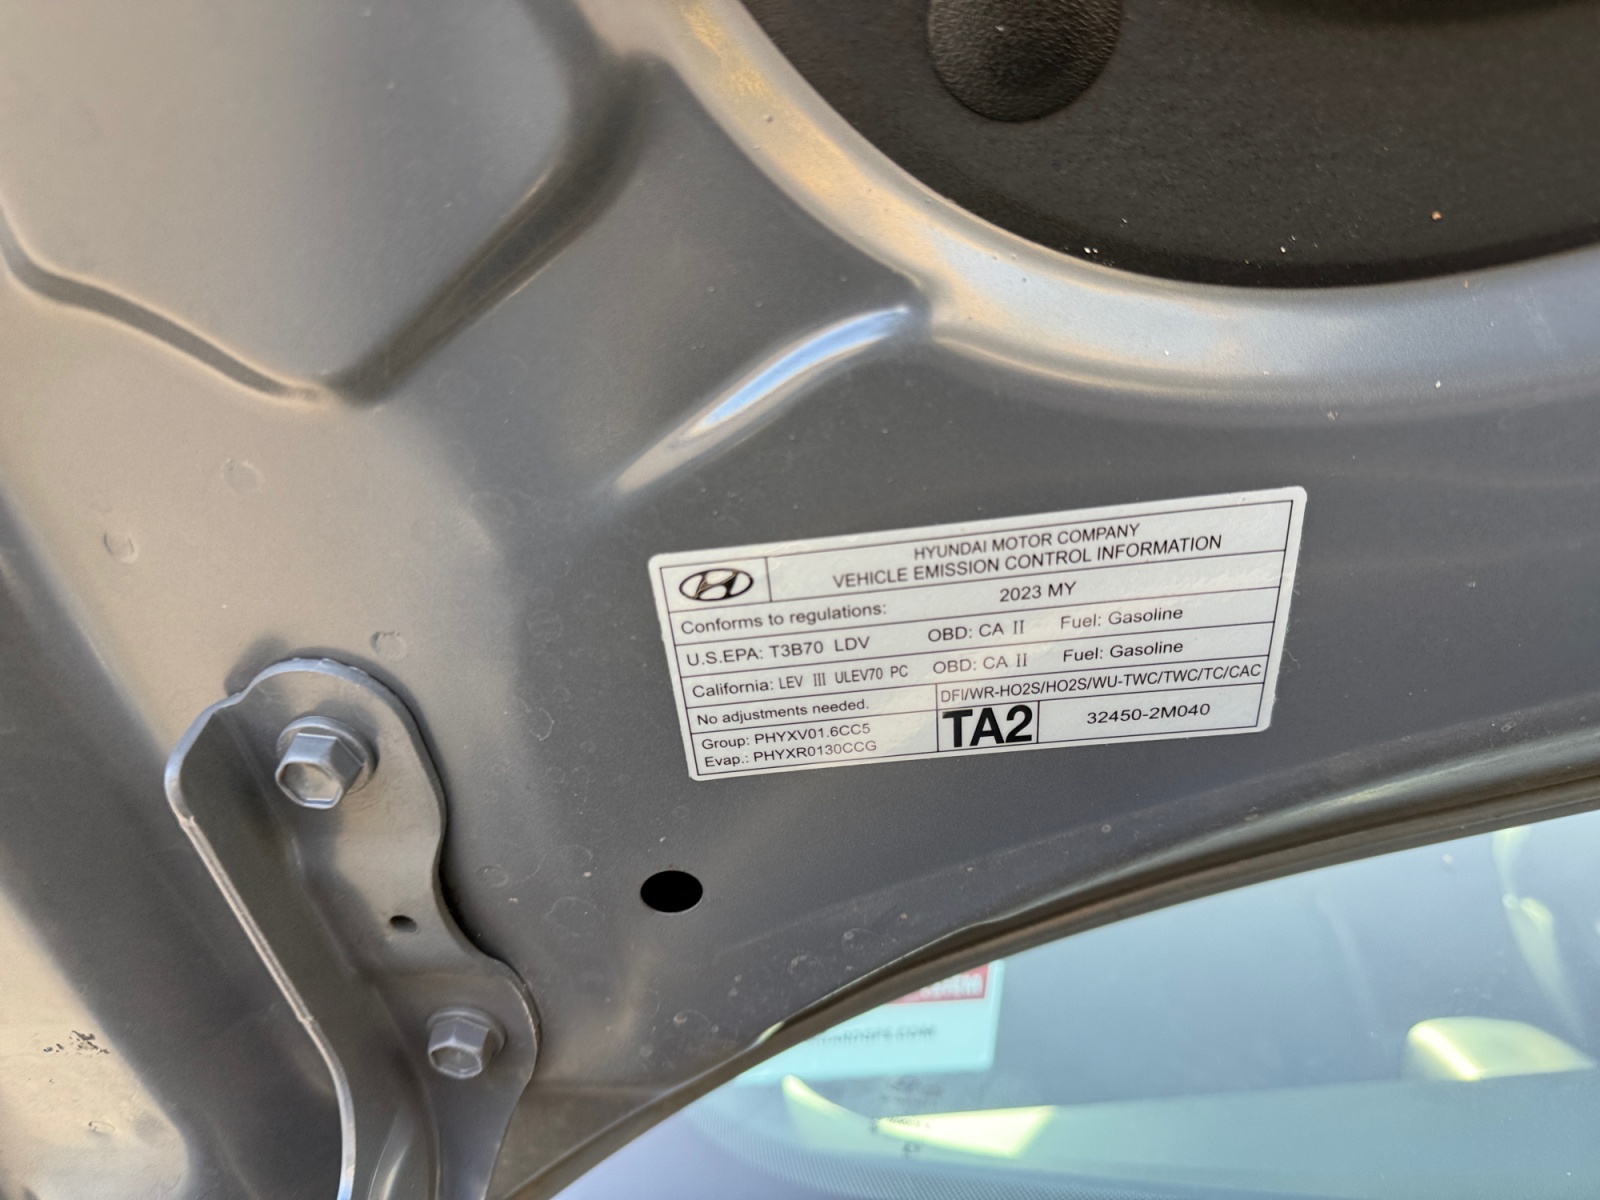 HYUNDAI MOTOR COMPANY
VEHICLE EMISSION CONTROL INFORMATION
Conforms to regulations: 2023 MY
U.S.EPA: T3B70 LDV OBD: CA II Fuel: Gasoline
California: LEV III ULEV70 PC OBD: CA II Fuel: Gasoline
No adjustments needed. DFI/WR-HO2S/HO2S/WU-TWC/TWC/TC/CAC
Group: PHYXV01.6CC5
Evap.: PHYXR0130CCG
TA2 32450-2M040